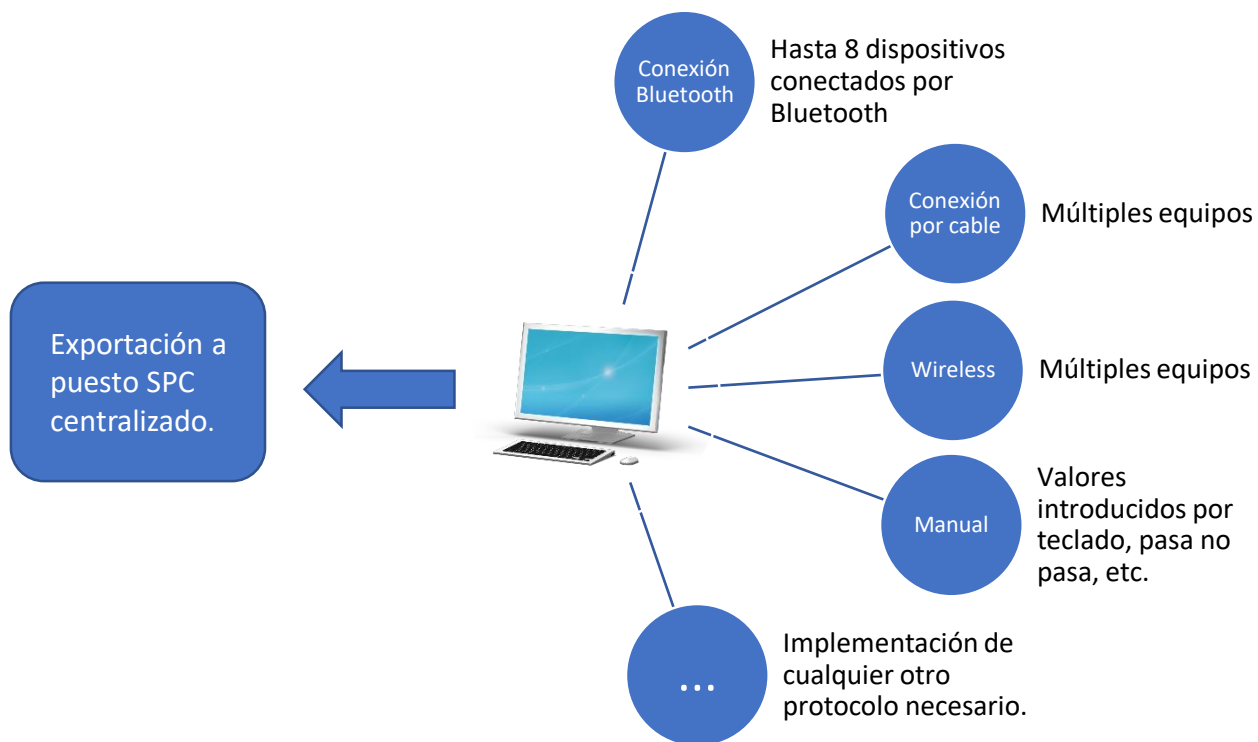 Conexión
Bluetooth
Hasta 8 dispositivos
conectados por
Bluetooth
Conexión
por cable
Múltiples equipos
Exportación a
puesto SPC
centralizado.
Wireless
Múltiples equipos
Manual
Valores
introducidos por
teclado, pasa no
pasa, etc.
...
Implementación de
cualquier otro
protocolo necesario.